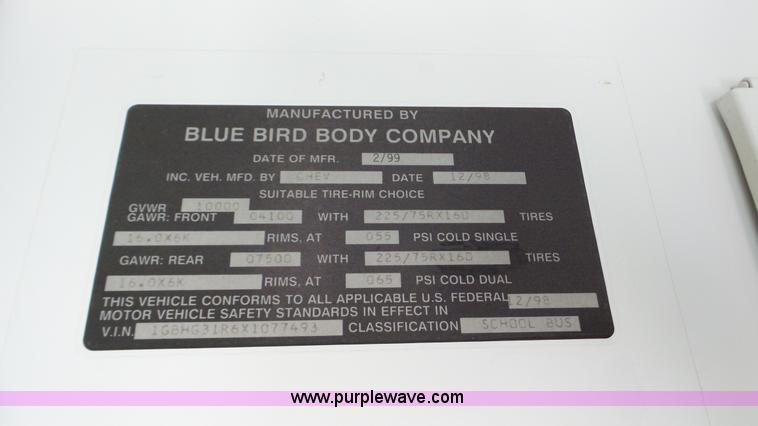 MANUFACTURED BY
BLUE BIRD BODY COMPANY
DATE OF MFR. 2/99
INC. VEH. MFD. BY CHEV DATE 12/98
SUITABLE TIRE-RIM CHOICE
GVWR 10000
GAWR: FRONT 04100 WITH 225/75RX16D TIRES
16.0X6K RIMS, AT 055 PSI COLD SINGLE
GAWR: REAR 07500 WITH 225/75RX16D TIRES
16.0X6K RIMS, AT 065 PSI COLD DUAL
THIS VEHICLE CONFORMS TO ALL APPLICABLE U.S. FEDERAL
MOTOR VEHICLE SAFETY STANDARDS IN EFFECT IN 12/98
V.I.N. 1GBHG31R6X1077493 CLASSIFICATION SCHOOL BUS
www.purplewave.com